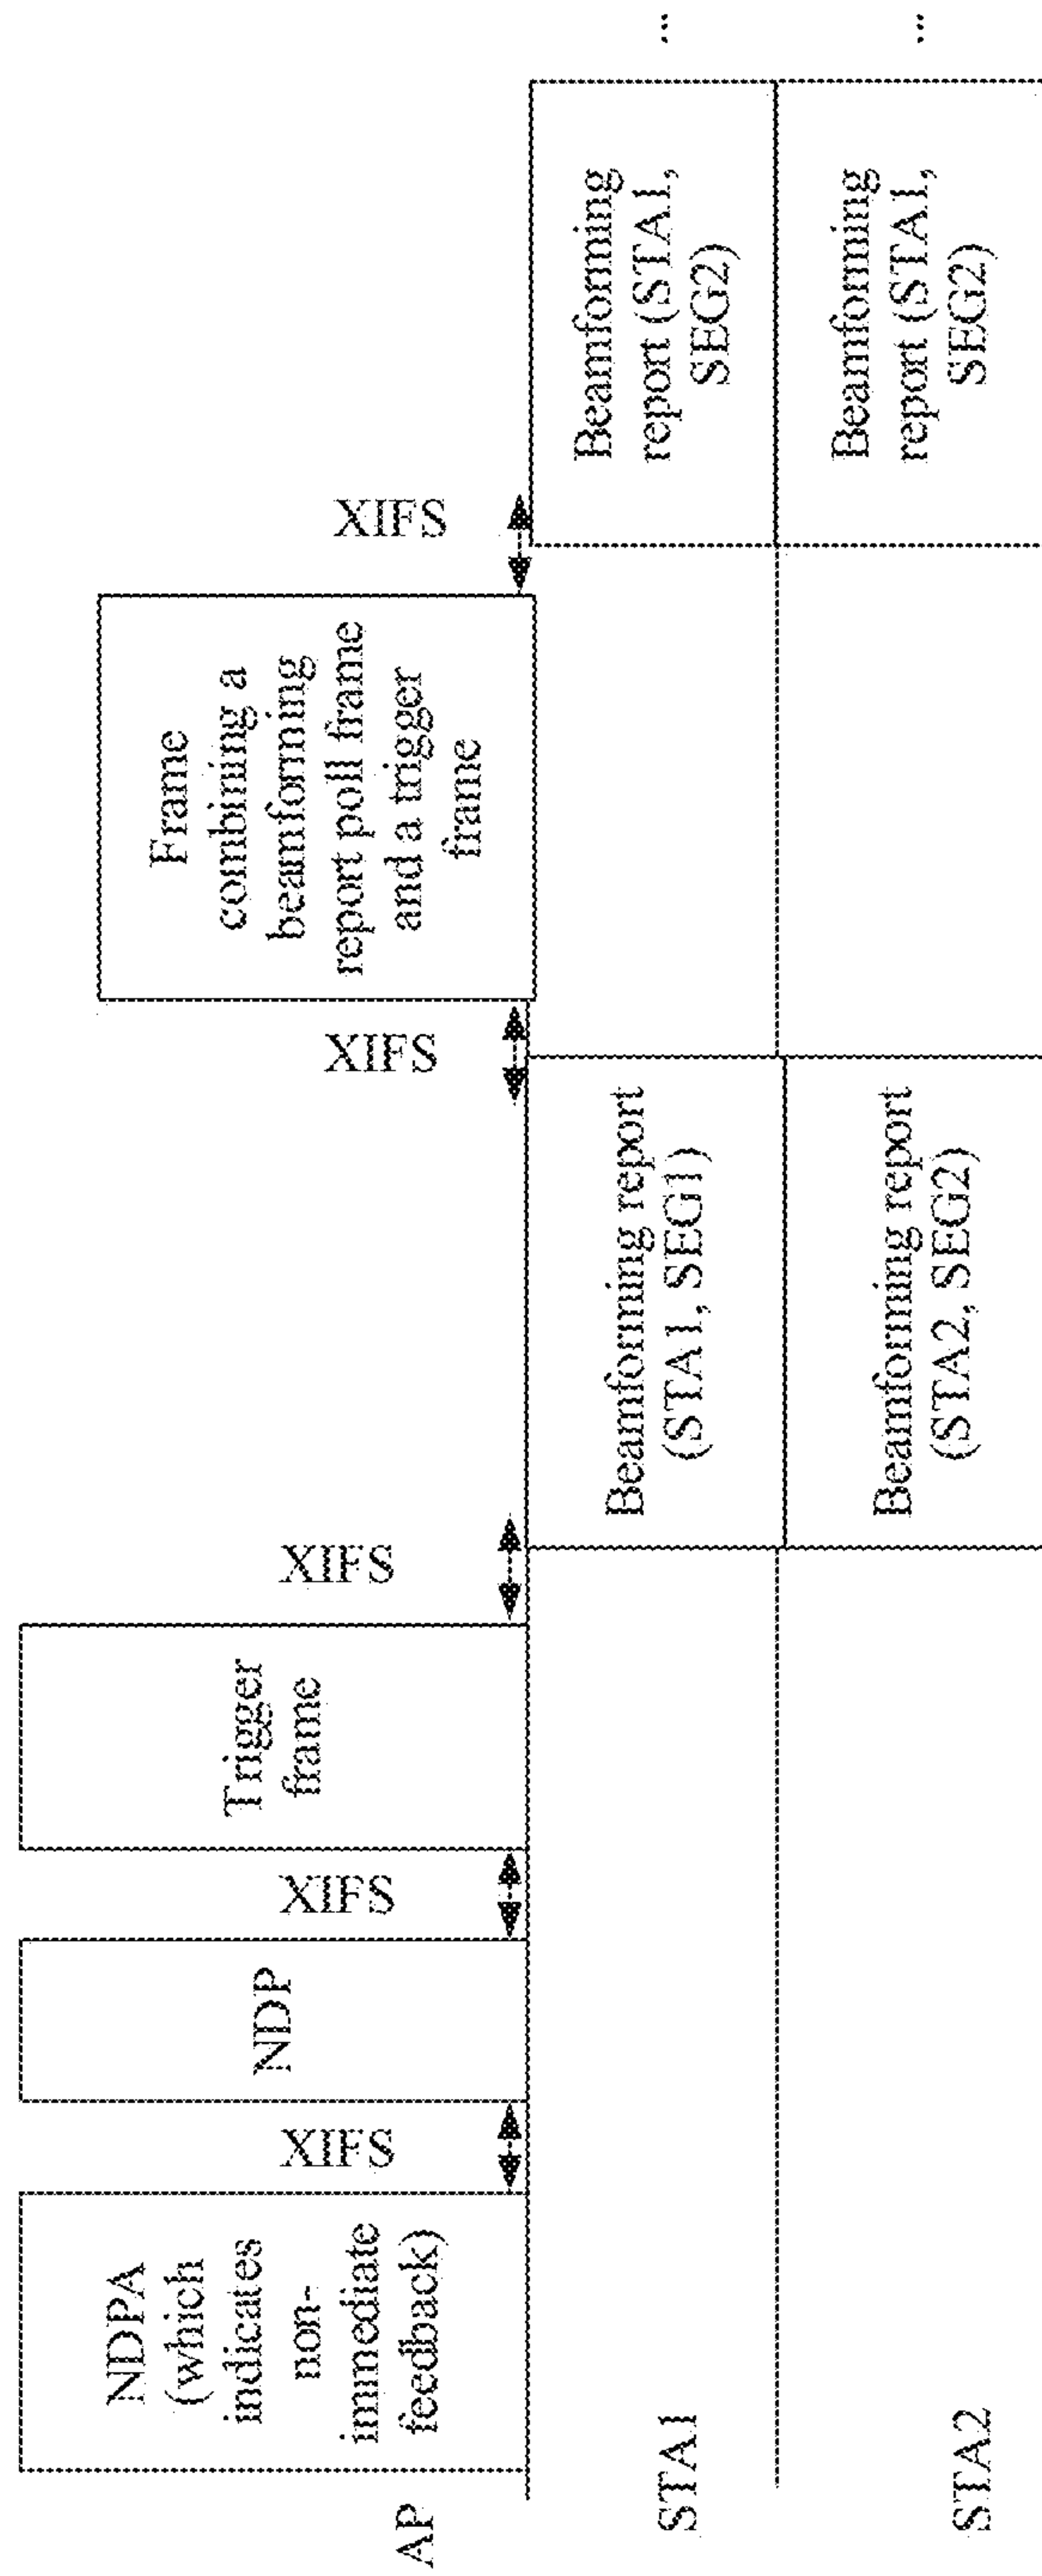 AP
NDPA
(which
indicates
non-
immediate
feedback)
XIFS
NDP
XIFS
Trigger
frame
XIFS
XIFS
Frame
combining a
beamforming
report poll frame
and a trigger
frame
XIFS
STA1
Beamforming report
(STA1, SEG1)
Beamforming
report (STA1,
SEG2)
...
STA2
Beamforming report
(STA2, SEG2)
Beamforming
report (STA1,
SEG2)
...